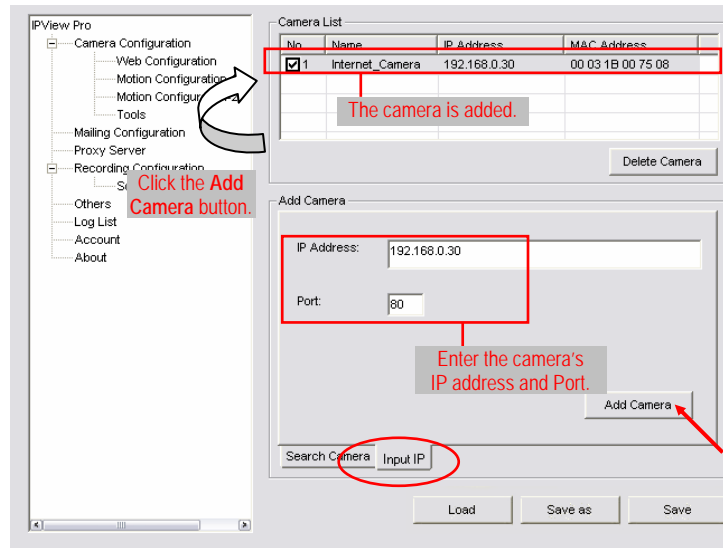 IPView Pro
Camera Configuration
Web Configuration
Motion Configuration
Motion
Tools
Mailing Configuration
Proxy Server
Recording Configuration
Others
Log List
Account
About
Click the Add
Camera button.
Camera List
No. Name IP Address MAC Address
1 Internet_Camera 192.168.0.30 00 03 1B 00 75 08
The camera is added.
Delete Camera
Add Camera
IP Address: 192.168.0.30
Port: 80
Enter the camera's
IP address and Port.
Add Camera
Search Camera Input IP
Load Save as Save